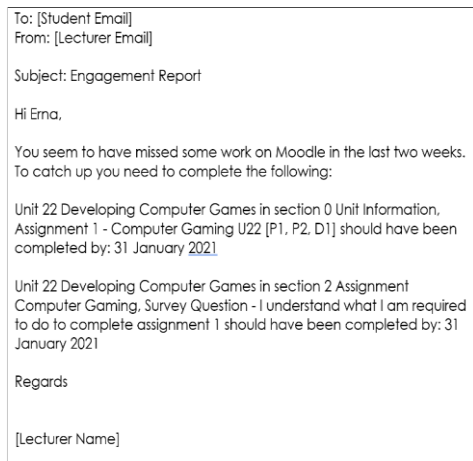 To: [Student Email]
From: [Lecturer Email]
Subject: Engagement Report
Hi Erna,
You seem to have missed some work on Moodle in the last two weeks.
To catch up you need to complete the following:
Unit 22 Developing Computer Games in section 0 Unit Information,
Assignment 1 - Computer Gaming U22 [P1, P2, D1] should have been
completed by: 31 January 2021
Unit 22 Developing Computer Games in section 2 Assignment
Computer Gaming, Survey Question - I understand what I am required
to do to complete assignment 1 should have been completed by: 31
January 2021
Regards
[Lecturer Name]